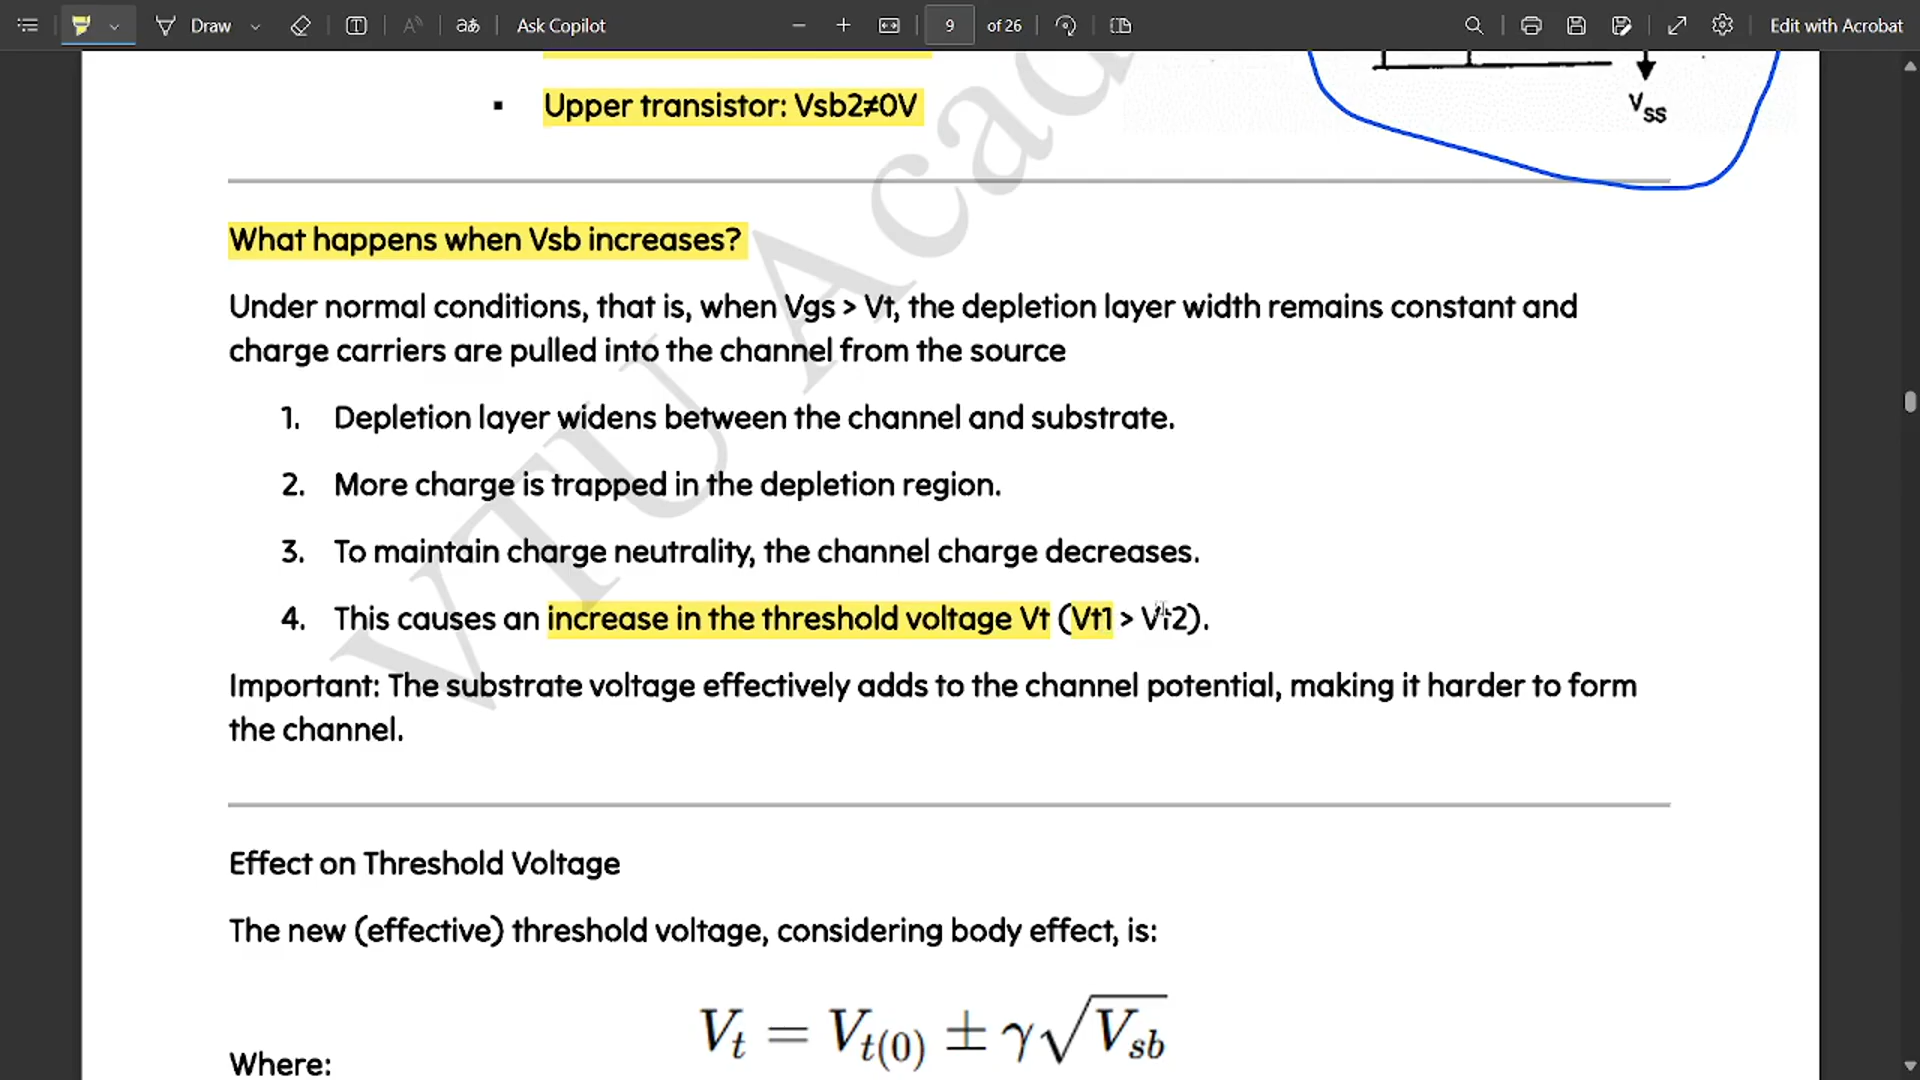 Draw
Ask Copilot
9 of 26
Edit with Acrobat
▪ Upper transistor: Vsb2≠0V
VSS
What happens when Vsb increases?
Under normal conditions, that is, when Vgs > Vt, the depletion layer width remains constant and
charge carriers are pulled into the channel from the source
1. Depletion layer widens between the channel and substrate.
2. More charge is trapped in the depletion region.
3. To maintain charge neutrality, the channel charge decreases.
4. This causes an increase in the threshold voltage Vt (Vt1 > Vt2).
Important: The substrate voltage effectively adds to the channel potential, making it harder to form
the channel.
Effect on Threshold Voltage
The new (effective) threshold voltage, considering body effect, is:
Vt = Vt(0) ± γ√Vsb
Where:
VTU Acad